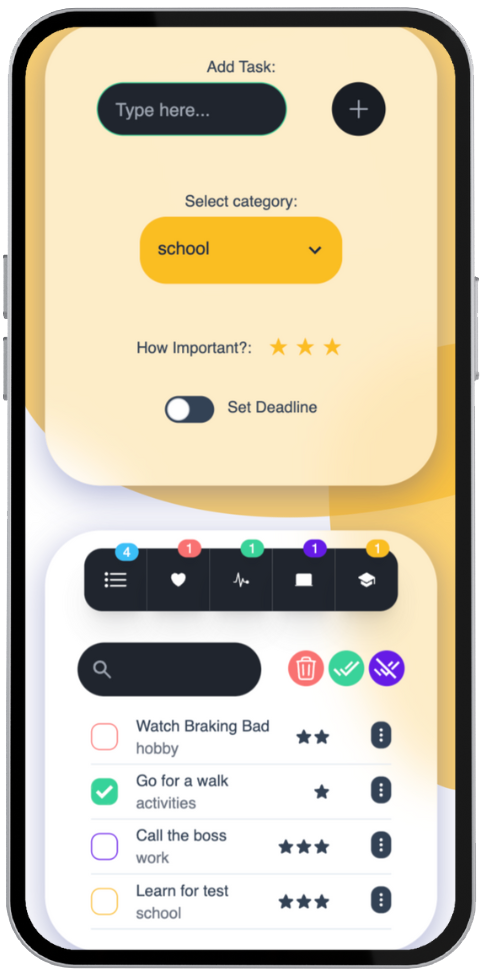 Add Task:
Type here...
Select category:
school
How Important?:
Set Deadline
4 1 1 1 1
Watch Braking Bad
hobby
Go for a walk
activities
Call the boss
work
Learn for test
school